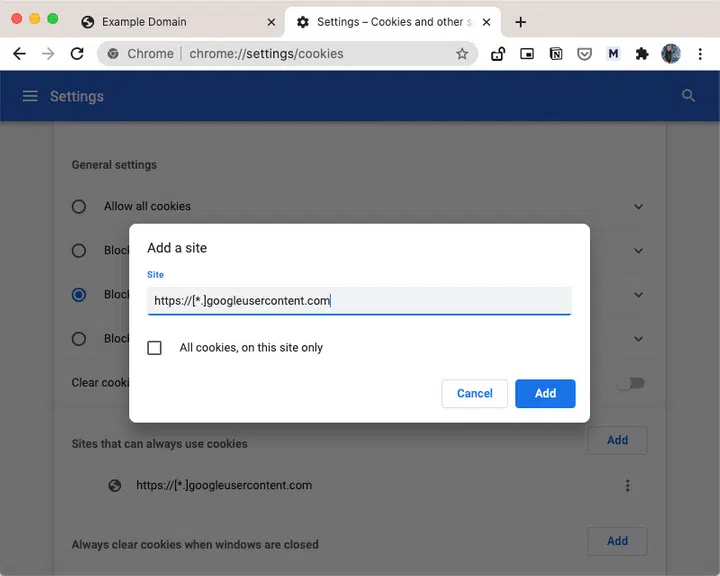 Example Domain
Settings – Cookies and other s
Chrome | chrome://settings/cookies
Settings
General settings
Allow all cookies
Block
Block
Block
Clear cooki
Add a site
Site
https://[*.]googleusercontent.com
All cookies, on this site only
Cancel
Add
Sites that can always use cookies
Add
https://[*.]googleusercontent.com
Always clear cookies when windows are closed
Add